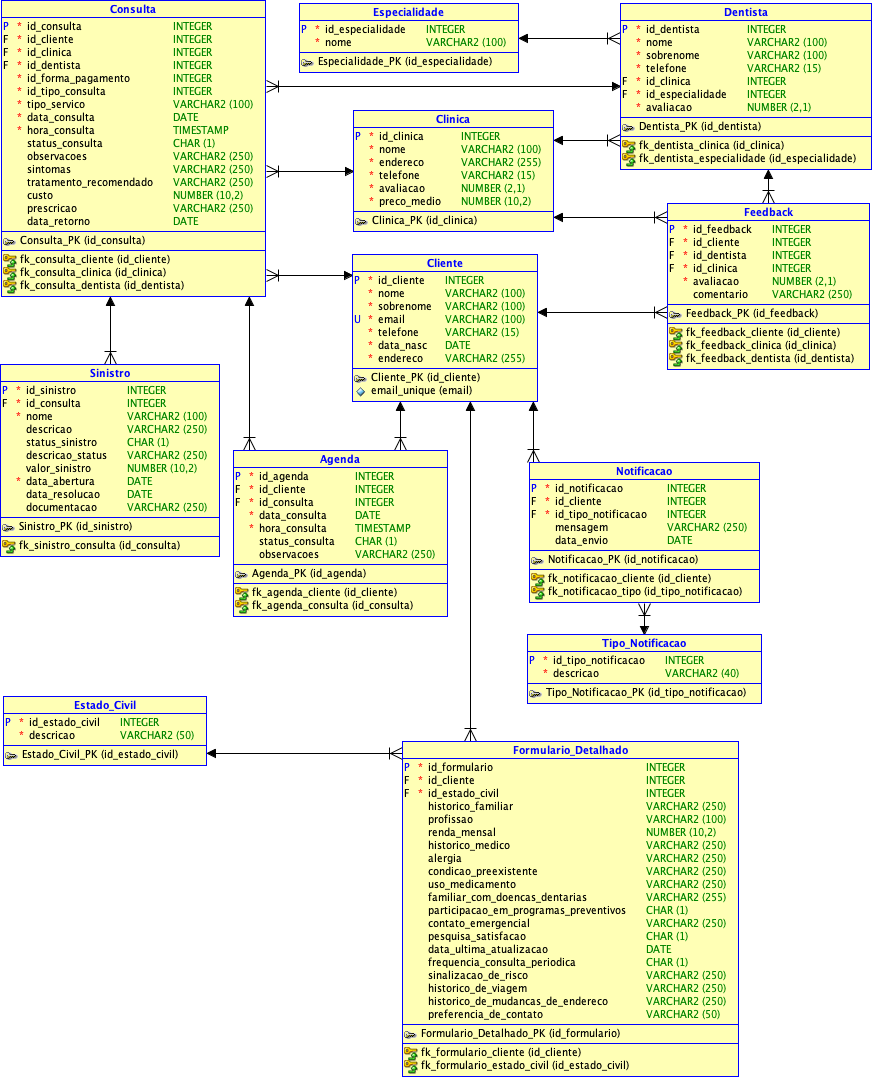 Consulta
P * id_consulta INTEGER
F * id_cliente INTEGER
F * id_clinica INTEGER
F * id_dentista INTEGER
* id_forma_pagamento INTEGER
* id_tipo_consulta INTEGER
* tipo_servico VARCHAR2 (100)
* data_consulta DATE
* hora_consulta TIMESTAMP
status_consulta CHAR (1)
observacoes VARCHAR2 (250)
sintomas VARCHAR2 (250)
tratamento_recomendado VARCHAR2 (250)
custo NUMBER (10,2)
prescricao VARCHAR2 (250)
data_retorno DATE
Consulta_PK (id_consulta)
fk_consulta_cliente (id_cliente)
fk_consulta_clinica (id_clinica)
fk_consulta_dentista (id_dentista)
Especialidade
P * id_especialidade INTEGER
* nome VARCHAR2 (100)
Especialidade_PK (id_especialidade)
Dentista
P * id_dentista INTEGER
* nome VARCHAR2 (100)
* sobrenome VARCHAR2 (100)
* telefone VARCHAR2 (15)
F * id_clinica INTEGER
F * id_especialidade INTEGER
* avaliacao NUMBER (2,1)
Dentista_PK (id_dentista)
fk_dentista_clinica (id_clinica)
fk_dentista_especialidade (id_especialidade)
Clinica
P * id_clinica INTEGER
* nome VARCHAR2 (100)
* endereco VARCHAR2 (255)
* telefone VARCHAR2 (15)
* avaliacao NUMBER (2,1)
* preco_medio NUMBER (10,2)
Clinica_PK (id_clinica)
Feedback
P * id_feedback INTEGER
F * id_cliente INTEGER
F * id_dentista INTEGER
F * id_clinica INTEGER
* avaliacao NUMBER (2,1)
comentario VARCHAR2 (250)
Feedback_PK (id_feedback)
fk_feedback_cliente (id_cliente)
fk_feedback_clinica (id_clinica)
fk_feedback_dentista (id_dentista)
Cliente
P * id_cliente INTEGER
* nome VARCHAR2 (100)
* sobrenome VARCHAR2 (100)
U * email VARCHAR2 (100)
* telefone VARCHAR2 (15)
* data_nasc DATE
* endereco VARCHAR2 (255)
Cliente_PK (id_cliente)
email_unique (email)
Sinistro
P * id_sinistro INTEGER
F * id_consulta INTEGER
* nome VARCHAR2 (100)
descricao VARCHAR2 (250)
status_sinistro CHAR (1)
descricao_status VARCHAR2 (250)
valor_sinistro NUMBER (10,2)
* data_abertura DATE
data_resolucao DATE
documentacao VARCHAR2 (250)
Sinistro_PK (id_sinistro)
fk_sinistro_consulta (id_consulta)
Agenda
P * id_agenda INTEGER
F * id_cliente INTEGER
F * id_consulta INTEGER
* data_consulta DATE
* hora_consulta TIMESTAMP
status_consulta CHAR (1)
observacoes VARCHAR2 (250)
Agenda_PK (id_agenda)
fk_agenda_cliente (id_cliente)
fk_agenda_consulta (id_consulta)
Notificacao
P * id_notificacao INTEGER
F * id_cliente INTEGER
F * id_tipo_notificacao INTEGER
mensagem VARCHAR2 (250)
data_envio DATE
Notificacao_PK (id_notificacao)
fk_notificacao_cliente (id_cliente)
fk_notificacao_tipo (id_tipo_notificacao)
Tipo_Notificacao
P * id_tipo_notificacao INTEGER
* descricao VARCHAR2 (40)
Tipo_Notificacao_PK (id_tipo_notificacao)
Estado_Civil
P * id_estado_civil INTEGER
* descricao VARCHAR2 (50)
Estado_Civil_PK (id_estado_civil)
Formulario_Detalhado
P * id_formulario INTEGER
F * id_cliente INTEGER
F * id_estado_civil INTEGER
historico_familiar VARCHAR2 (250)
profissao VARCHAR2 (100)
renda_mensal NUMBER (10,2)
historico_medico VARCHAR2 (250)
alergia VARCHAR2 (250)
condicao_preexistente VARCHAR2 (250)
uso_medicamento VARCHAR2 (250)
familiar_com_doencas_dentarias VARCHAR2 (255)
participacao_em_programas_preventivos CHAR (1)
contato_emergencial VARCHAR2 (250)
pesquisa_satisfacao CHAR (1)
data_ultima_atualizacao DATE
frequencia_consulta_periodica CHAR (1)
sinalizacao_de_risco VARCHAR2 (250)
historico_de_viagem VARCHAR2 (250)
historico_de_mudancas_de_endereco VARCHAR2 (250)
preferencia_de_contato VARCHAR2 (50)
Formulario_Detalhado_PK (id_formulario)
fk_formulario_cliente (id_cliente)
fk_formulario_estado_civil (id_estado_civil)